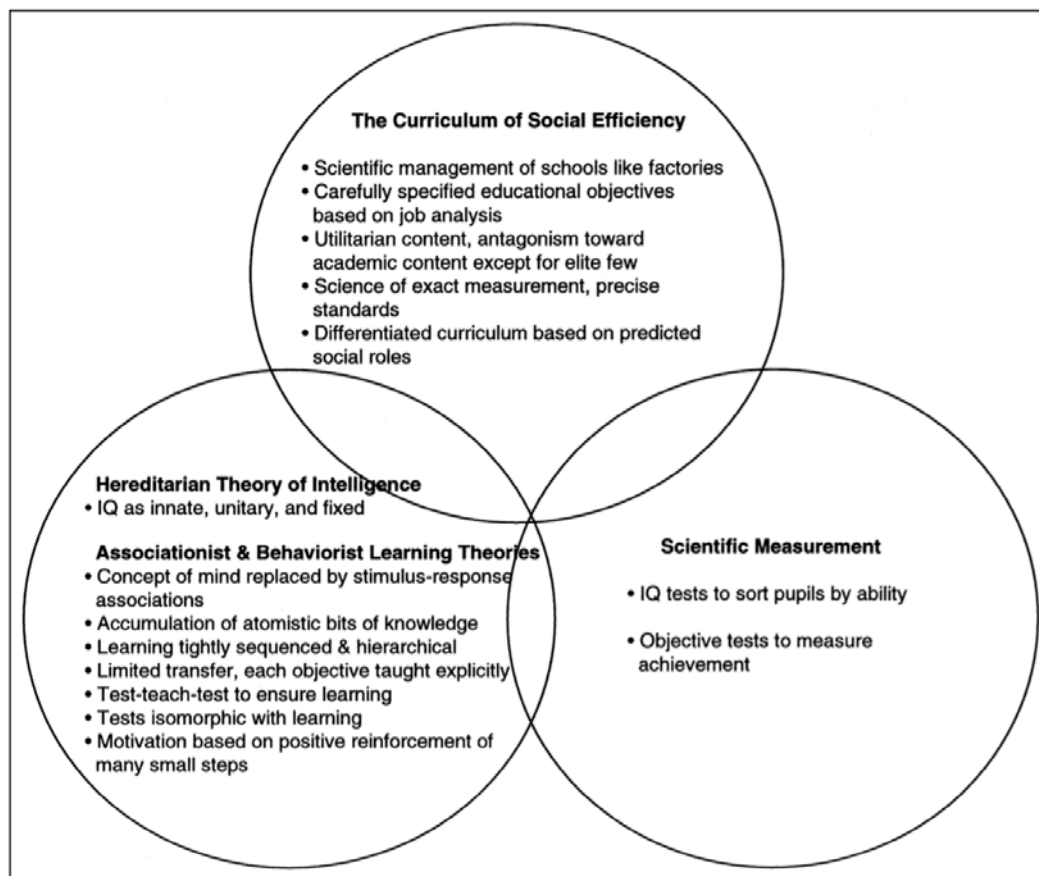 The Curriculum of Social Efficiency
• Scientific management of schools like factories
• Carefully specified educational objectives
based on job analysis
• Utilitarian content, antagonism toward
academic content except for elite few
• Science of exact measurement, precise
standards
• Differentiated curriculum based on predicted
social roles
Hereditarian Theory of Intelligence
• IQ as innate, unitary, and fixed
Associationist & Behaviorist Learning Theories
• Concept of mind replaced by stimulus-response
associations
• Accumulation of atomistic bits of knowledge
• Learning tightly sequenced & hierarchical
• Limited transfer, each objective taught explicitly
• Test-teach-test to ensure learning
• Tests isomorphic with learning
• Motivation based on positive reinforcement of
many small steps
Scientific Measurement
• IQ tests to sort pupils by ability
• Objective tests to measure
achievement